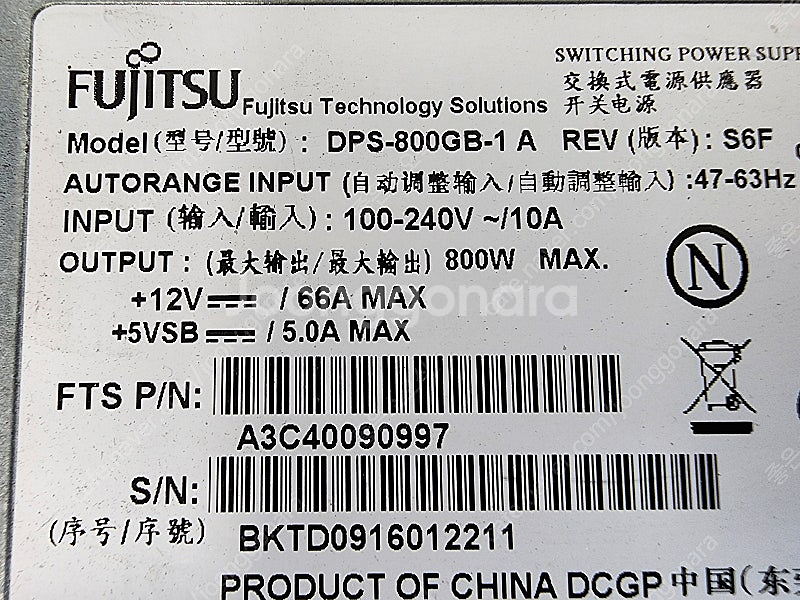 SWITCHING POWER SUPP
FUJITSU Fujitsu Technology Solutions
交換式電源供應器
开关电源
Model (型号/型號) : DPS-800GB-1 A REV (版本) : S6F
AUTORANGE INPUT (自动调整输入/自動調整輸入) :47-63Hz
INPUT (输入/輸入) : 100-240V ~/10A
OUTPUT : (最大输出/最大輸出) 800W MAX.
+12V / 66A MAX
+5VSB / 5.0A MAX
N
FTS P/N:
A3C40090997
S/N:
(序号/序號) BKTD0916012211
PRODUCT OF CHINA DCGP 中国(东莞
Joonggonara